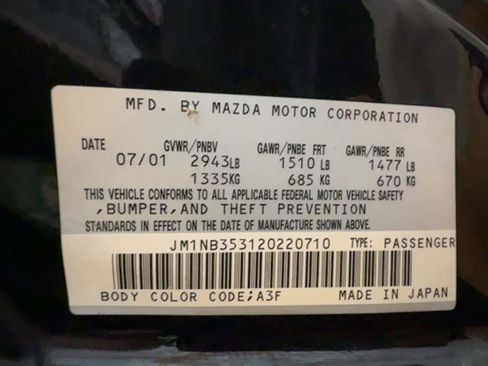 MFD. BY MAZDA MOTOR CORPORATION
DATE GVWR/PNBV GAWR/PNBE FRT GAWR/PNBE RR
07/01 2943LB 1510 LB 1477 LB
1335KG 685 KG 670 KG
THIS VEHICLE CONFORMS TO ALL APPLICABLE FEDERAL MOTOR VEHICLE SAFETY
,BUMPER,AND THEFT PREVENTION
STANDARDS IN EFFECT ON THE DATE OF MANUFACTURE SHOWN ABOVE.
JM1NB353120220710 TYPE: PASSENGER
BODY COLOR CODE;A3F MADE IN JAPAN